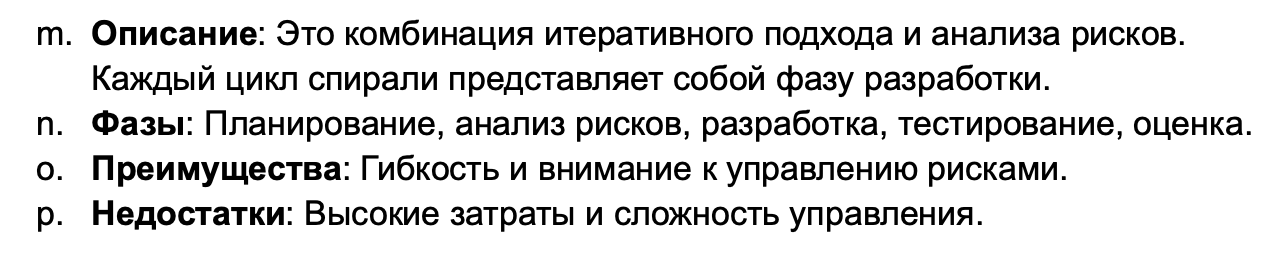 m. Описание: Это комбинация итеративного подхода и анализа рисков.
Каждый цикл спирали представляет собой фазу разработки.
n. Фазы: Планирование, анализ рисков, разработка, тестирование, оценка.
o. Преимущества: Гибкость и внимание к управлению рисками.
p. Недостатки: Высокие затраты и сложность управления.